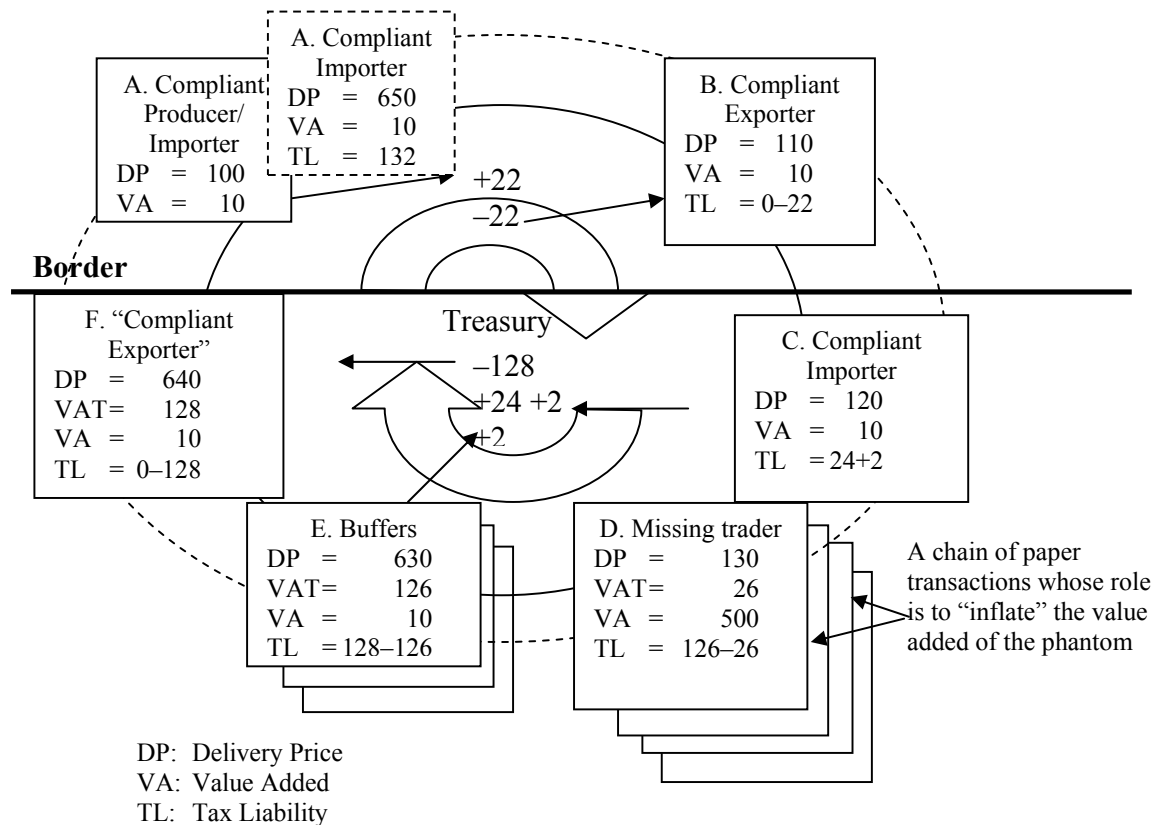 A. Compliant
Importer
DP = 650
VA = 10
TL = 132
A. Compliant
Producer/
Importer
DP = 100
VA = 10
B. Compliant
Exporter
DP = 110
VA = 10
TL = 0–22
+22
–22
Border
Treasury
–128
+24 +2
+2
F. “Compliant
Exporter”
DP = 640
VAT= 128
VA = 10
TL = 0–128
C. Compliant
Importer
DP = 120
VA = 10
TL = 24+2
E. Buffers
DP = 630
VAT= 126
VA = 10
TL = 128–126
D. Missing trader
DP = 130
VAT= 26
VA = 500
TL = 126–26
A chain of paper
transactions whose role
is to “inflate” the value
added of the phantom
DP: Delivery Price
VA: Value Added
TL: Tax Liability